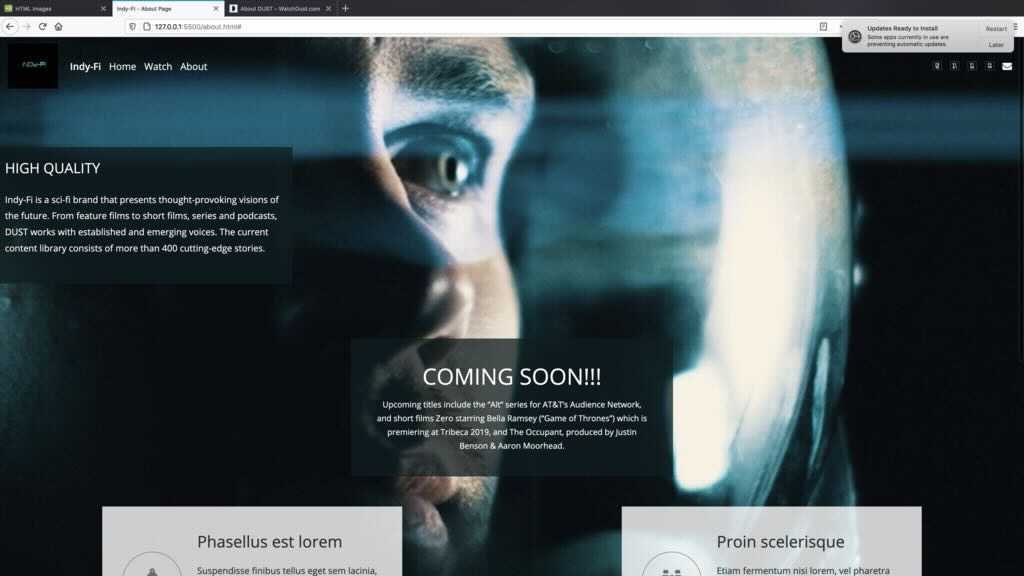 HTML Images
Indy-Fi - About Page
About DUST – WatchDust.com
127.0.0.1:5500/about.html#
Updates Ready to Install
Some apps currently in use are
preventing automatic updates.
Restart
Later
INDY-FI
Indy-Fi Home Watch About
HIGH QUALITY
Indy-Fi is a sci-fi brand that presents thought-provoking visions of
the future. From feature films to short films, series and podcasts,
DUST works with established and emerging voices. The current
content library consists of more than 400 cutting-edge stories.
COMING SOON!!!
Upcoming titles include the "Alt" series for AT&T's Audience Network,
and short films Zero starring Bella Ramsey ("Game of Thrones") which is
premiering at Tribeca 2019, and The Occupant, produced by Justin
Benson & Aaron Moorhead.
Phasellus est lorem
Suspendisse finibus tellus eget sem lacinia,
Proin scelerisque
Etiam fermentum nisi lorem, vel pharetra